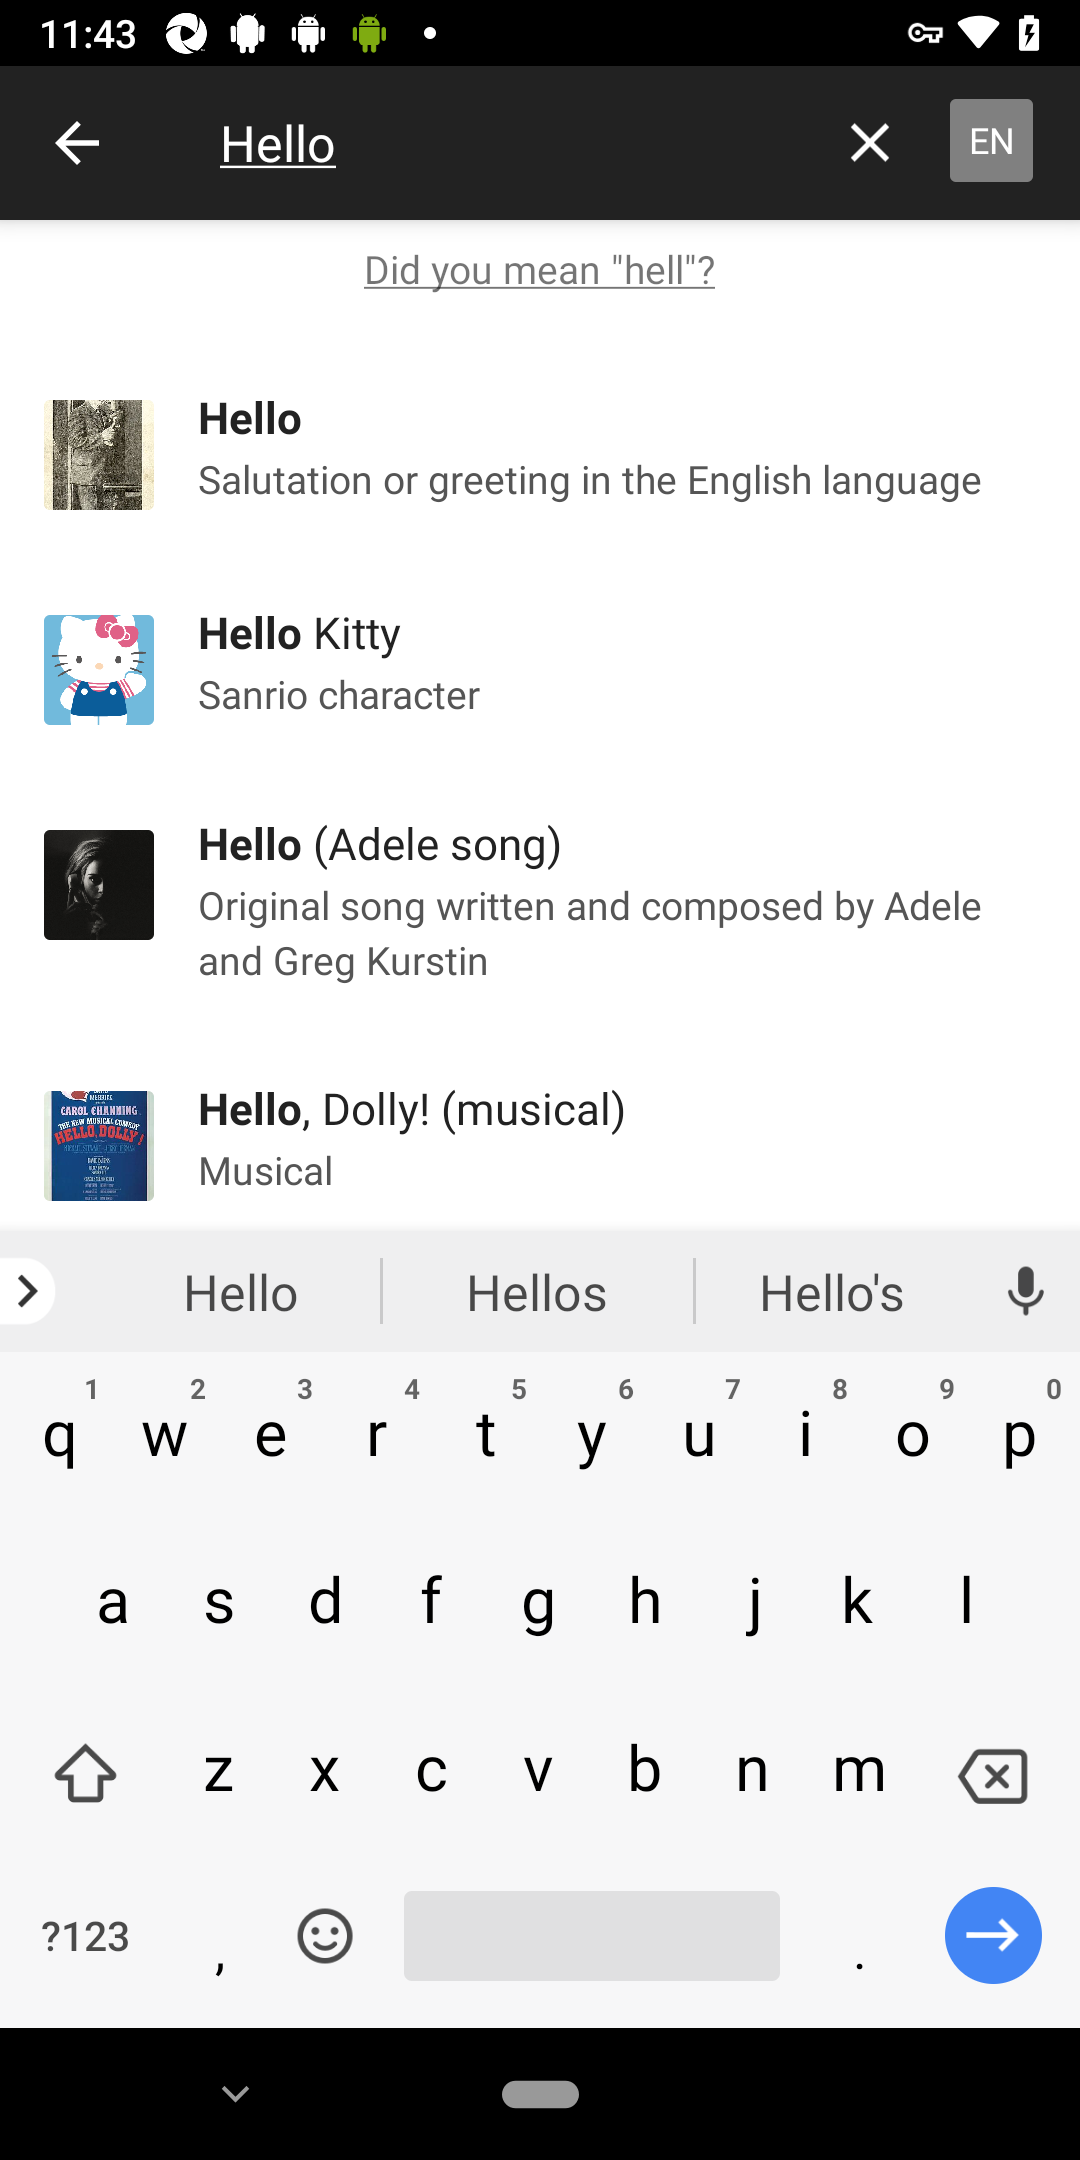 11:43
Hello
EN
Did you mean "hell"?
Hello
Salutation or greeting in the English language
Hello Kitty
Sanrio character
Hello (Adele song)
Original song written and composed by Adele
and Greg Kurstin
CAROL CHANNING
HELLO, DOLLY!
Hello, Dolly! (musical)
Musical
Hello Hellos Hello's
1 2 3 4 5 6 7 8 9 0
q w e r t y u i o p
a s d f g h j k l
z x c v b n m
?123 , .